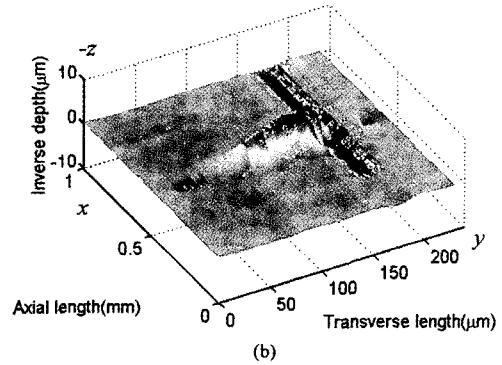 -z
Inverse depth(μm)
10
0
-10
1
x
0.5
0
Axial length(mm)
0
50
100
150
200
y
Transverse length(μm)
(b)